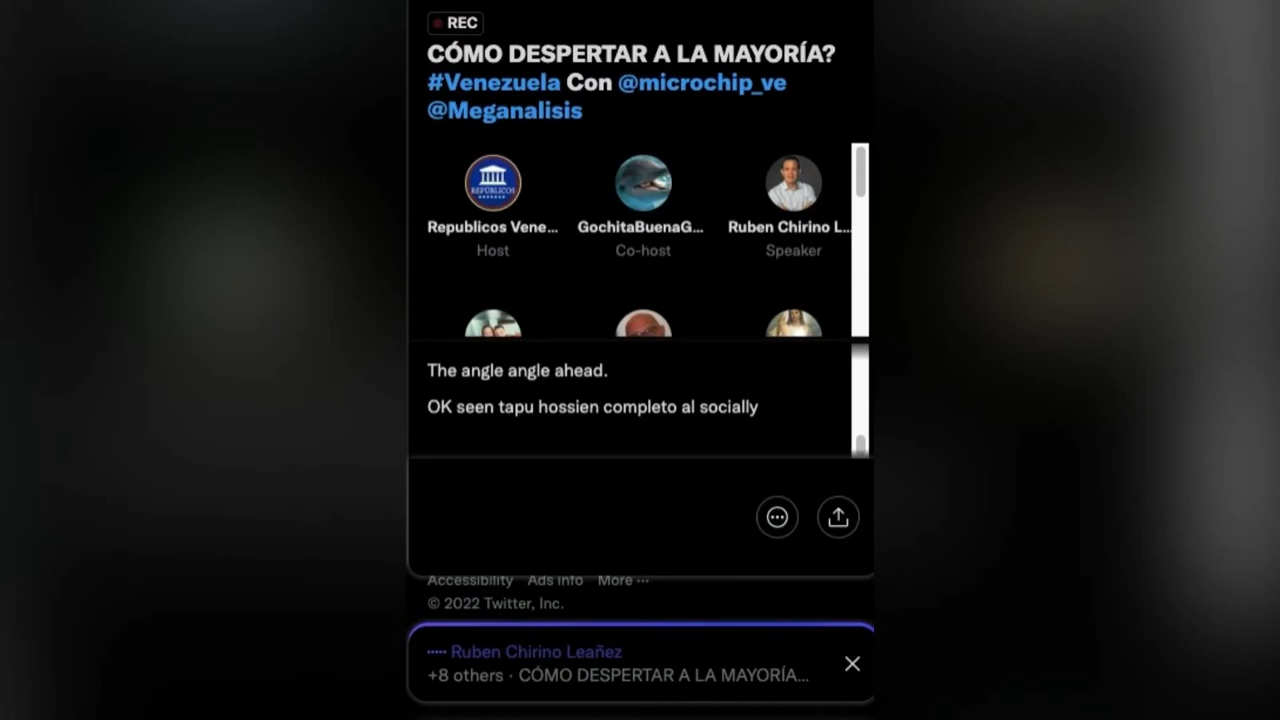 REC
CÓMO DESPERTAR A LA MAYORÍA?
#Venezuela Con @microchip_ve
@Meganalisis
REPÚBLICOS
Republicos Vene... GochitaBuenaG... Ruben Chirino L...
Host Co-host Speaker
The angle angle ahead.
OK seen tapu hossien completo al socially
Accessibility Ads info More ...
© 2022 Twitter, Inc.
Ruben Chirino Leañez
+8 others · CÓMO DESPERTAR A LA MAYORÍA...